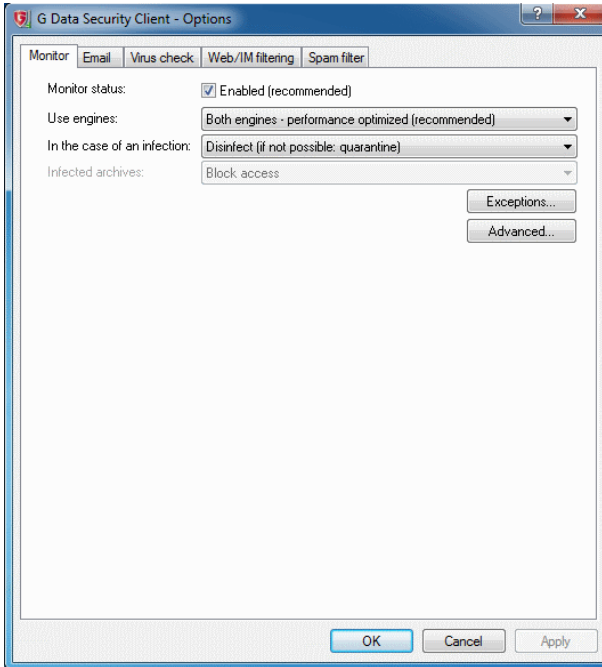 G Data Security Client - Options
Monitor Email Virus check Web/IM filtering Spam filter
Monitor status: Enabled (recommended)
Use engines: Both engines - performance optimized (recommended)
In the case of an infection: Disinfect (if not possible: quarantine)
Infected archives: Block access
Exceptions...
Advanced...
OK Cancel Apply